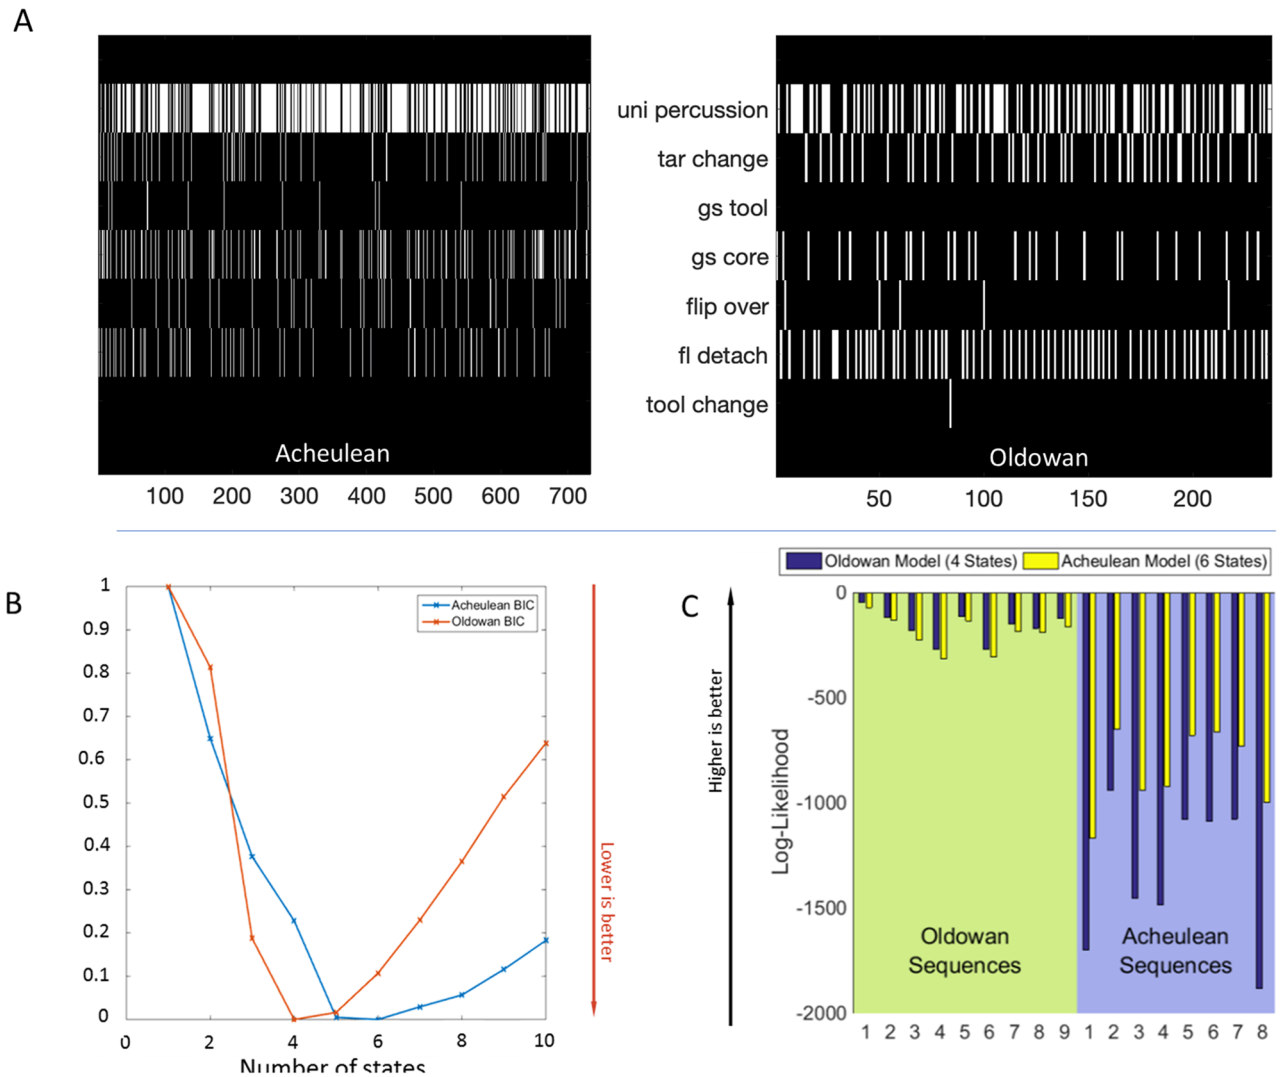 A
uni percussion
tar change
gs tool
gs core
flip over
fl detach
tool change
Acheulean
Oldowan
100 200 300 400 500 600 700
50 100 150 200
B
1
0.9
0.8
0.7
0.6
0.5
0.4
0.3
0.2
0.1
0
0 2 4 6 8 10
Number of states
Acheulean BIC
Oldowan BIC
Lower is better
C
Higher is better
Oldowan Model (4 States) Acheulean Model (6 States)
Log-Likelihood
0
-500
-1000
-1500
-2000
Oldowan
Sequences
Acheulean
Sequences
1 2 3 4 5 6 7 8 9 1 2 3 4 5 6 7 8